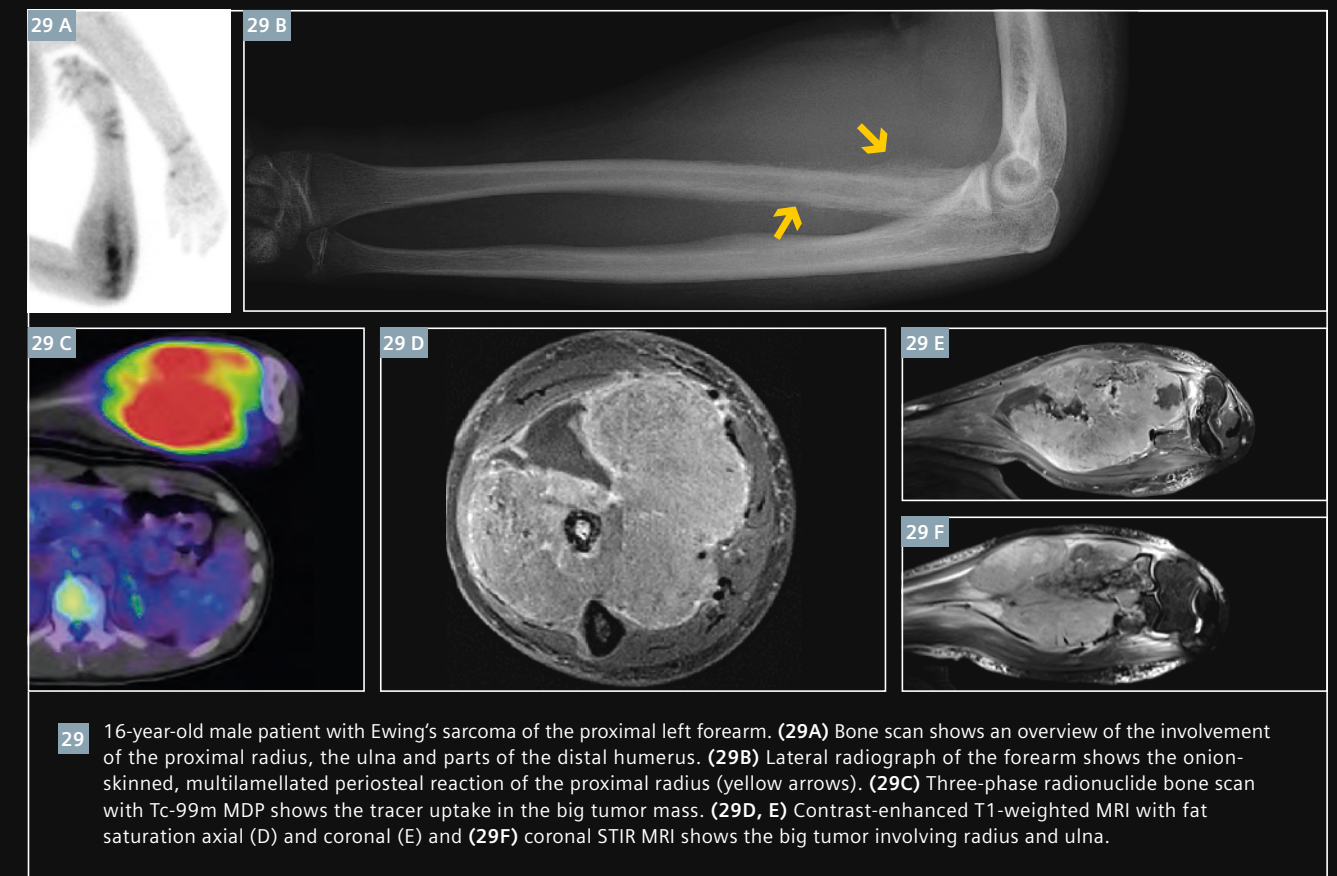 29 A
29 B
29 C
29 D
29 E
29 F
29
16-year-old male patient with Ewing‘s sarcoma of the proximal left forearm. (29A) Bone scan shows an overview of the involvement
of the proximal radius, the ulna and parts of the distal humerus. (29B) Lateral radiograph of the forearm shows the onion-
skinned, multilamellated periosteal reaction of the proximal radius (yellow arrows). (29C) Three-phase radionuclide bone scan
with Tc-99m MDP shows the tracer uptake in the big tumor mass. (29D, E) Contrast-enhanced T1-weighted MRI with fat
saturation axial (D) and coronal (E) and (29F) coronal STIR MRI shows the big tumor involving radius and ulna.